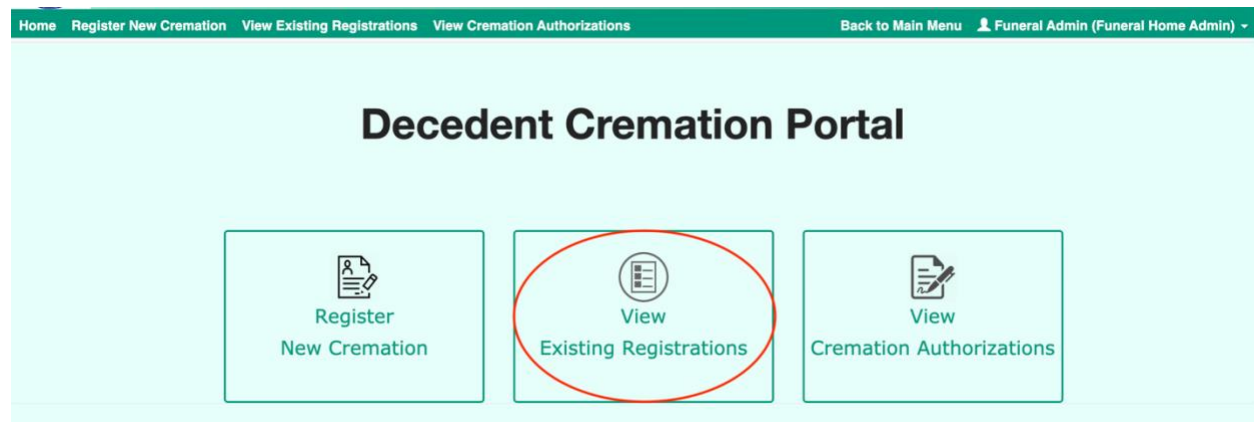 Home Register New Cremation View Existing Registrations View Cremation Authorizations Back to Main Menu Funeral Admin (Funeral Home Admin)
Decedent Cremation Portal
Register
New Cremation
View
Existing Registrations
View
Cremation Authorizations